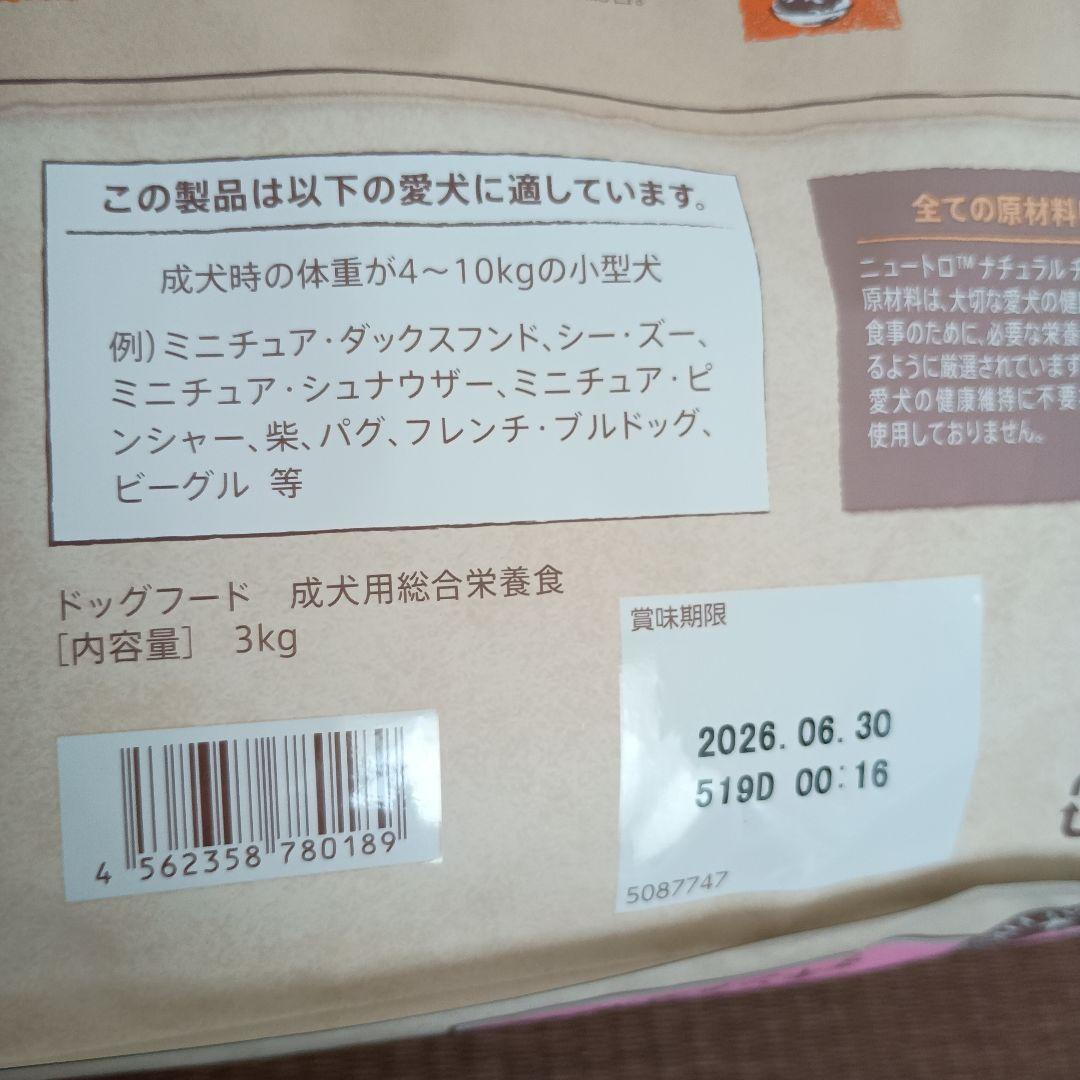 この製品は以下の愛犬に適しています。
成犬時の体重が4～10kgの小型犬
例)ミニチュア・ダックスフンド、シー・ズー、
ミニチュア・シュナウザー、ミニチュア・ピ
ンシャー、柴、パグ、フレンチ・ブルドッグ、
ビーグル 等
全ての原材料
ニュートロ™ナチュラル チ
原材料は、大切な愛犬の健
食事のために、必要な栄養
るように厳選されています
愛犬の健康維持に不要
使用しておりません。
ドッグフード 成犬用総合栄養食
[内容量] 3kg
賞味期限
2026. 06. 30
519D 00:16
5087747
4 562358 780189